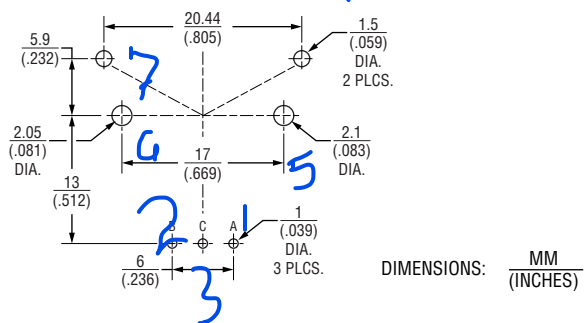 20.44
(.805)
5.9
(.232)
1.5
(.059)
DIA.
2 PLCS.
7
2.05
(.081)
DIA.
6
17
(.669)
5
2.1
(.083)
DIA.
13
(.512)
2
B C A
1
1
(.039)
DIA.
3 PLCS.
6
(.236)
3
DIMENSIONS: MM
(INCHES)